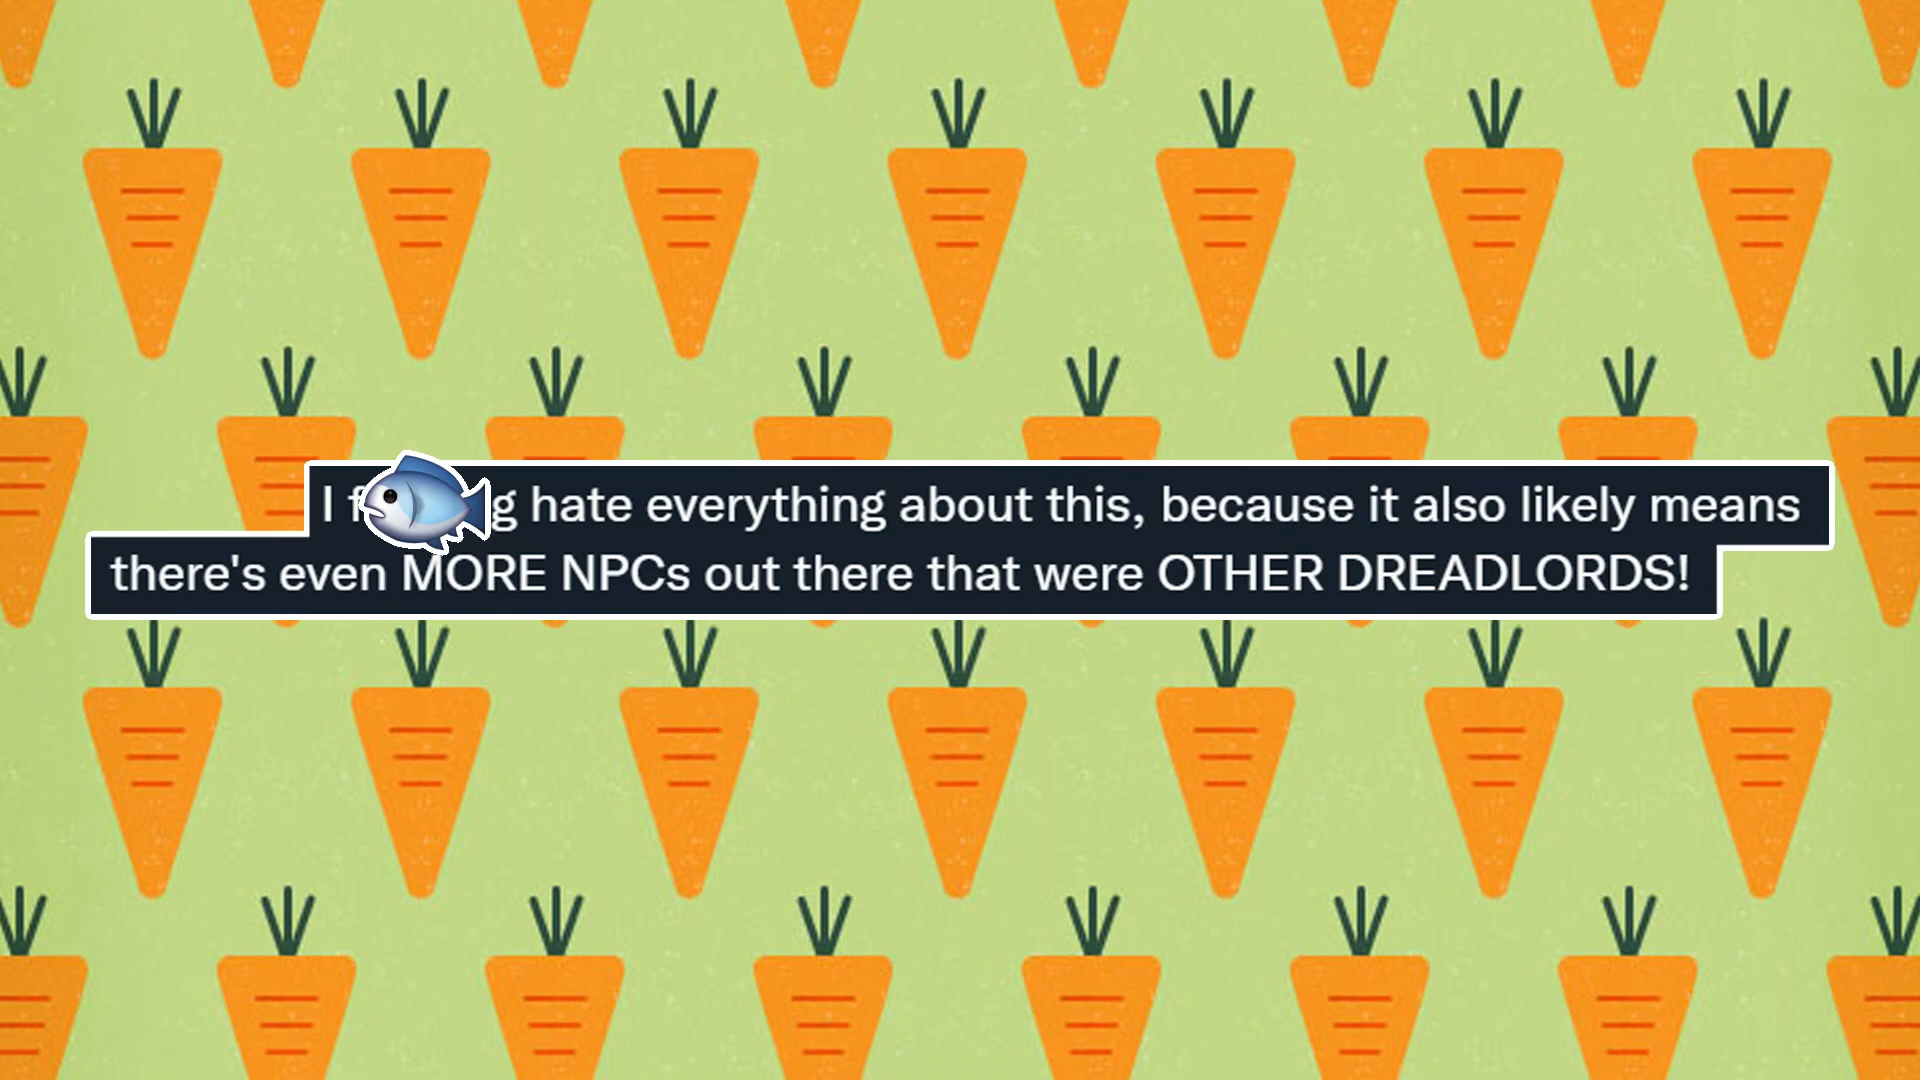 I f g hate everything about this, because it also likely means
there's even MORE NPCs out there that were OTHER DREADLORDS!